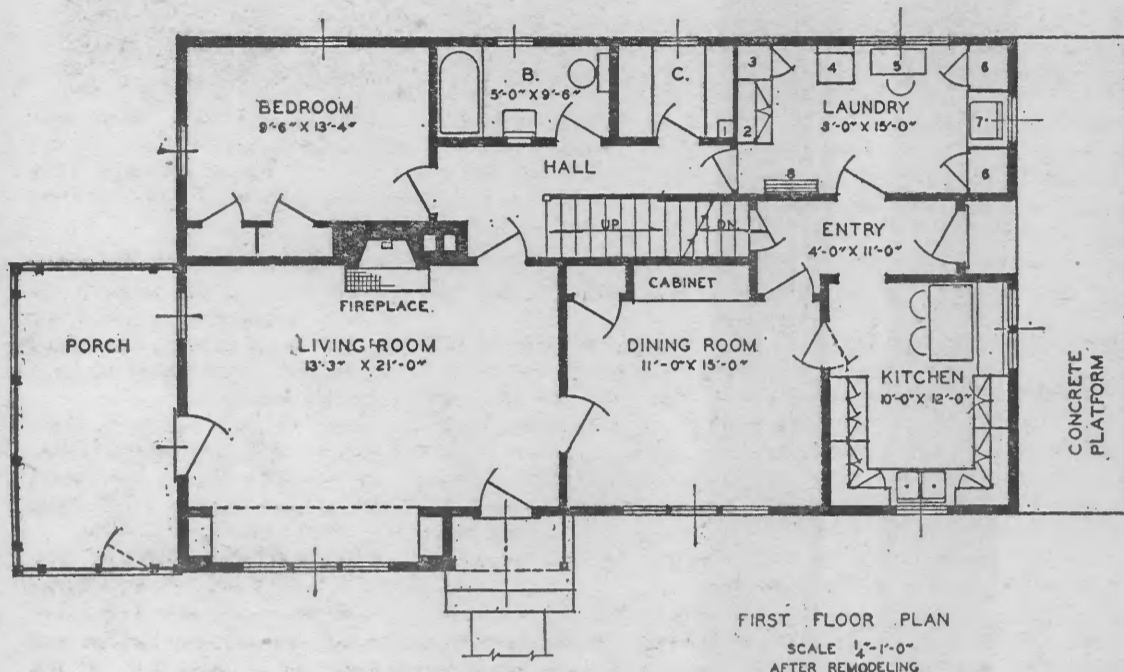 BEDROOM
9'-6" X 13'-4"
B.
5'-0" X 9'-6"
C.
1
2
3
4
5
6
7
6
8
LAUNDRY
8'-0" X 15'-0"
HALL
UP
DN.
ENTRY
4'-0" X 11'-0"
CABINET
FIREPLACE
PORCH
LIVING ROOM
13'-3" X 21'-0"
DINING ROOM
11'-0" X 15'-0"
KITCHEN
10'-0" X 12'-0"
CONCRETE
PLATFORM
FIRST FLOOR PLAN
SCALE 1/4"-1'-0"
AFTER REMODELING